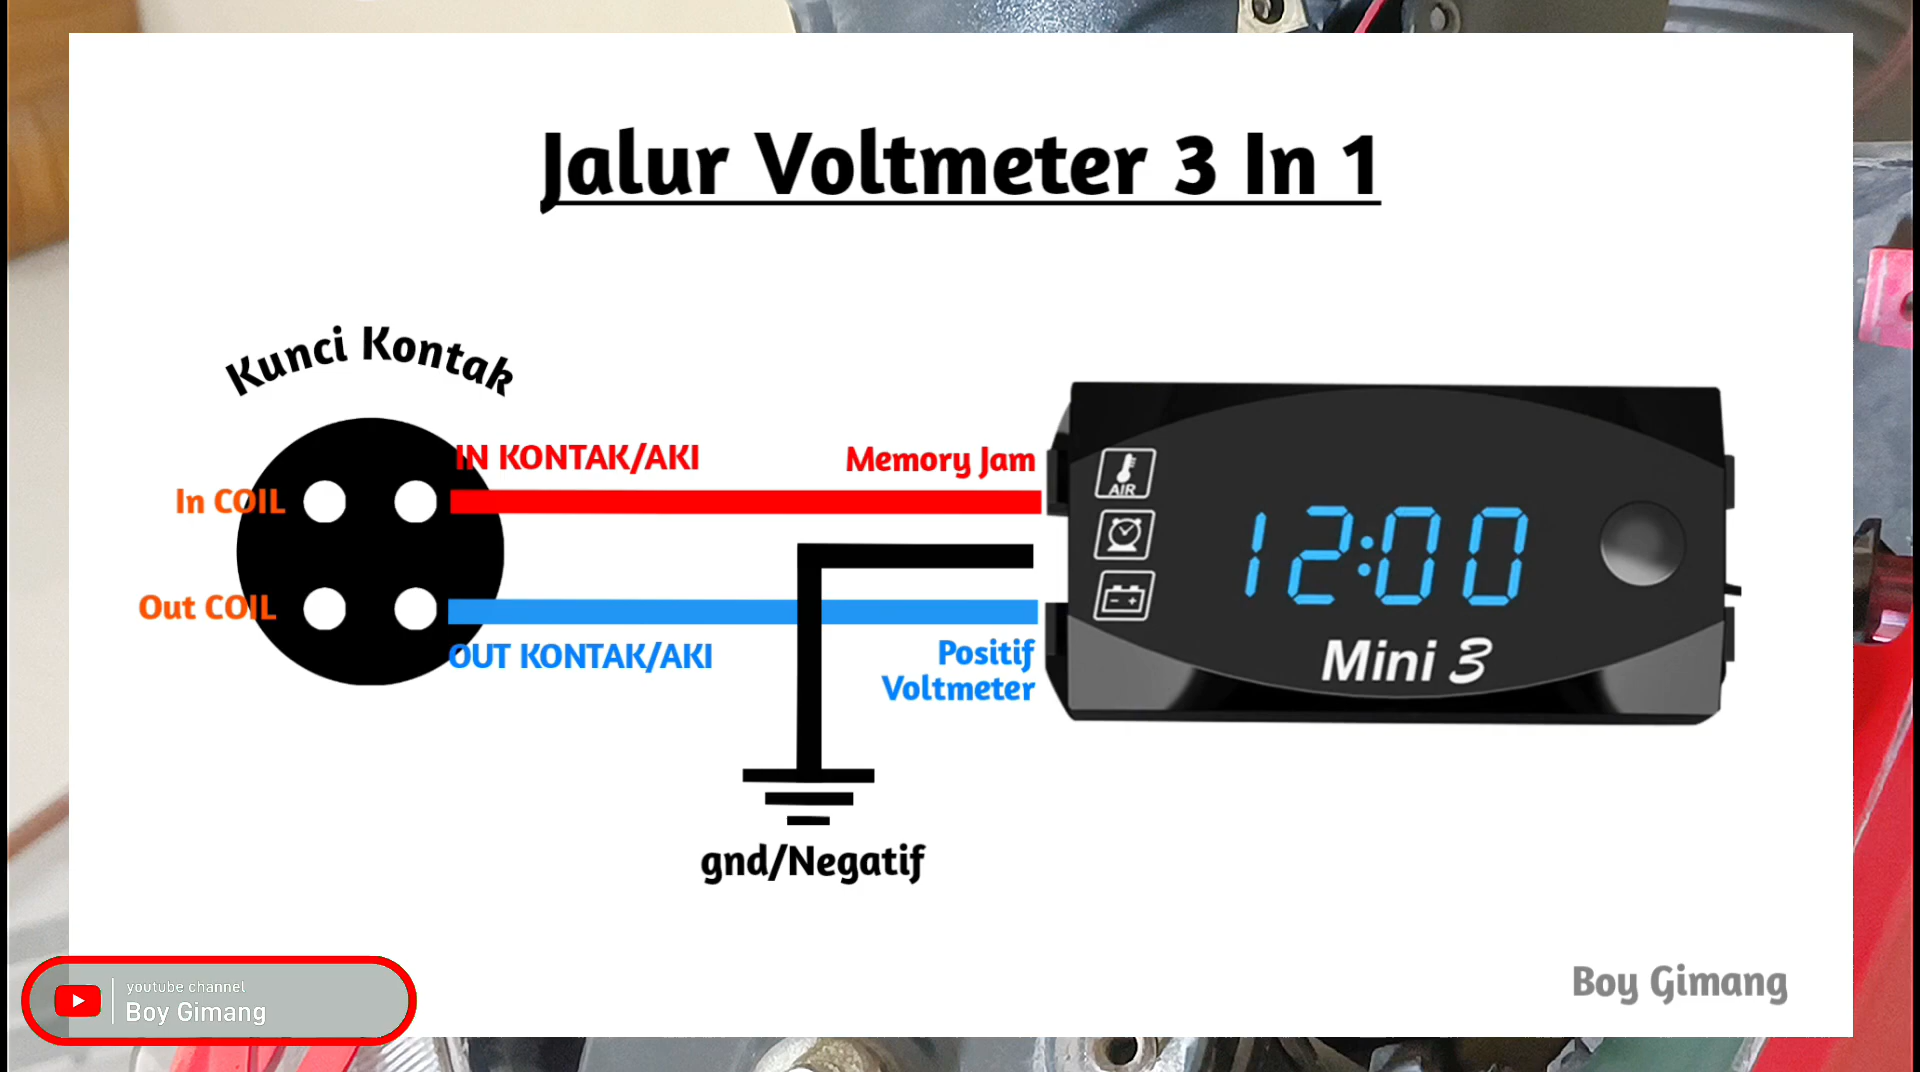 Jalur Voltmeter 3 In 1
Kunci Kontak
IN KONTAK/AKI
Memory Jam
In COIL
Out COIL
OUT KONTAK/AKI
Positif
Voltmeter
gnd/Negatif
AIR
12:00
Mini 3
Boy Gimang
youtube channel
Boy Gimang